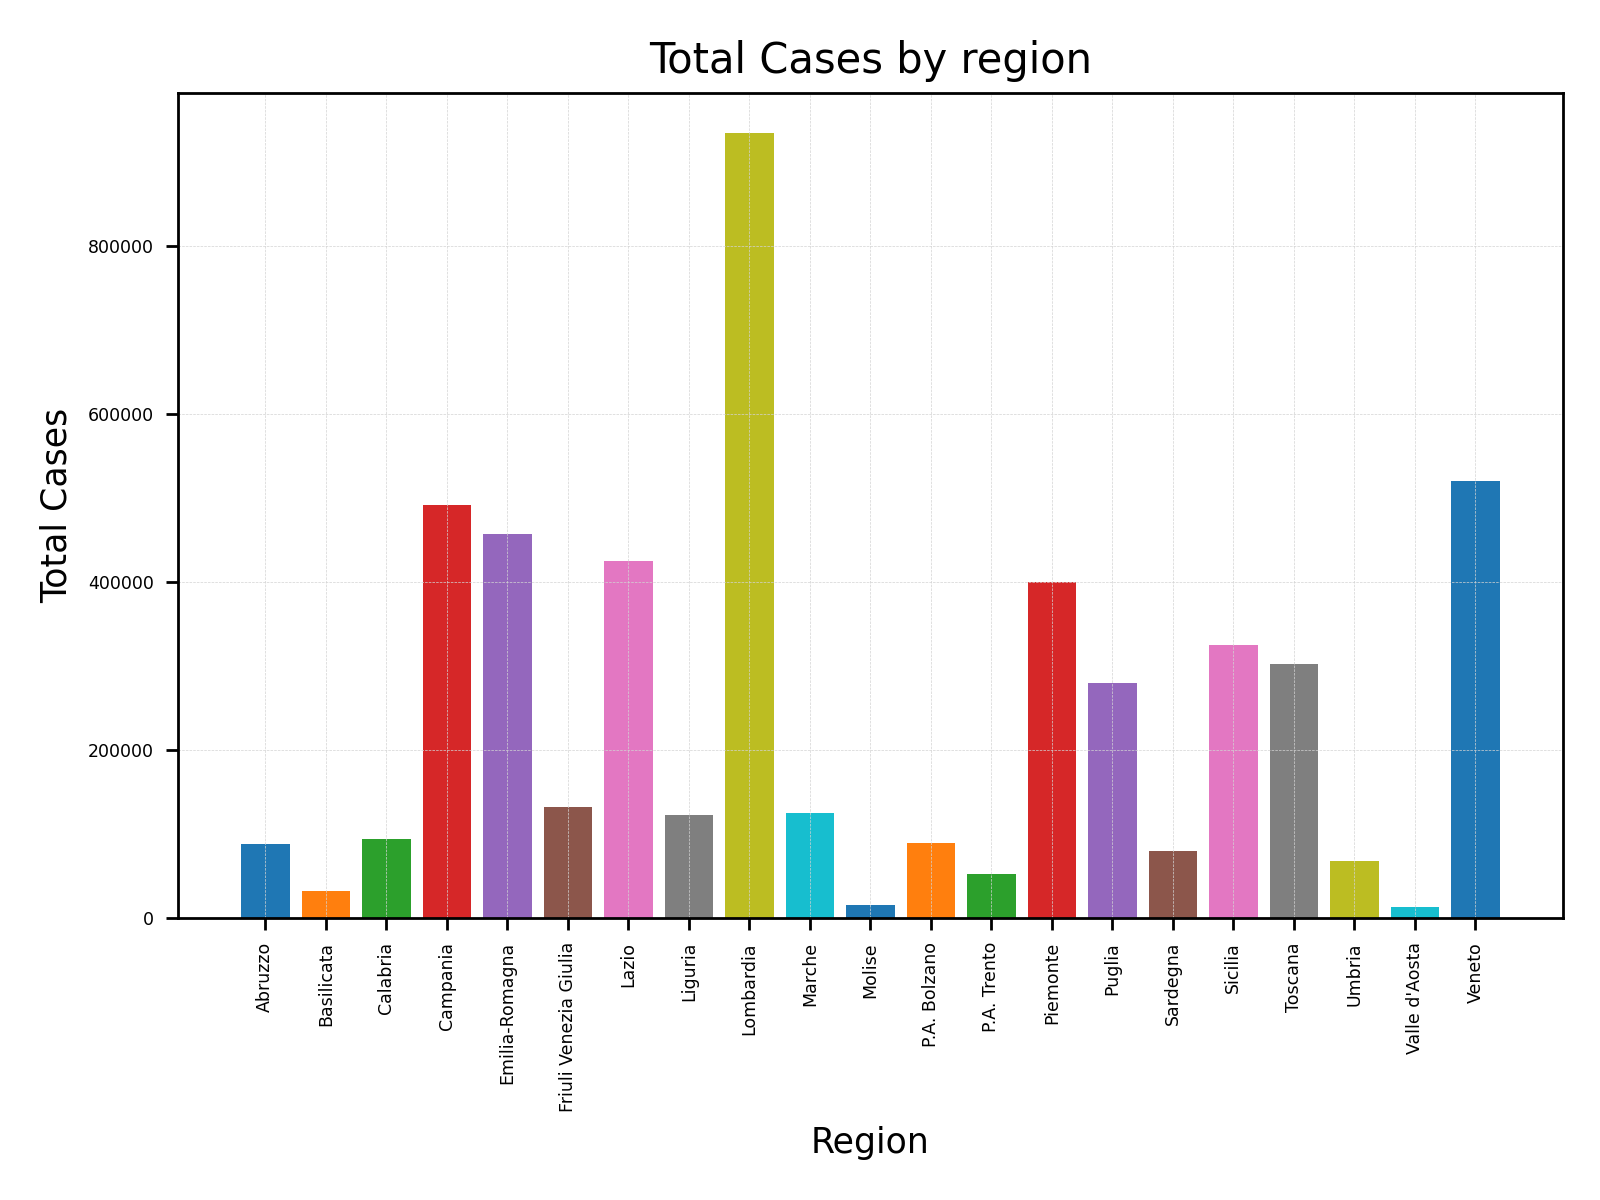 Total Cases by region
Total Cases
800000
600000
400000
200000
0
Abruzzo
Basilicata
Calabria
Campania
Emilia-Romagna
Friuli Venezia Giulia
Lazio
Liguria
Lombardia
Marche
Molise
P.A. Bolzano
P.A. Trento
Piemonte
Puglia
Sardegna
Sicilia
Toscana
Umbria
Valle d'Aosta
Veneto
Region